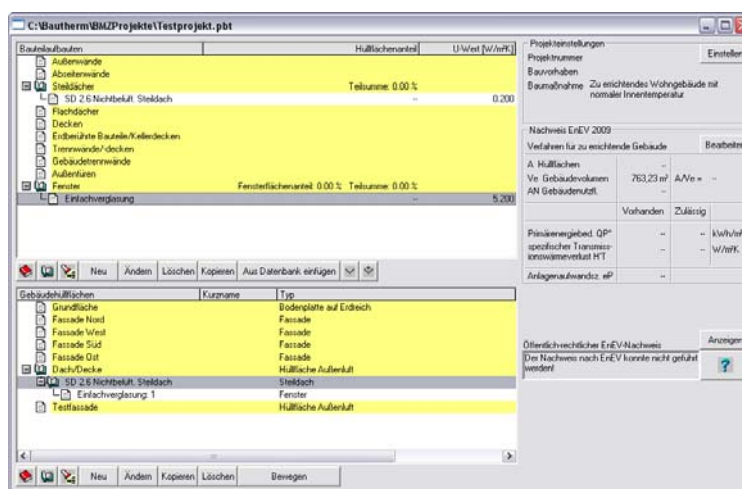 C:\Bautherm\BMZProjekte\Testprojekt.pbt
Bauteilaufbauten Hüllflächenanteil U-Wert [W/m²K]
Außenwände
Abseitenwände
Steildächer Teilsumme: 0.00 %
SD 2.6 Nichtbelüft. Steildach -- 0.200
Flachdächer
Decken
Erdberührte Bauteile/Kellerdecken
Trennwände/-decken
Gebäudetrennwände
Außentüren
Fenster Fensterflächenanteil: 0.00 % Teilsumme: 0.00 %
Einfachverglasung -- 5.200
Neu Ändern Löschen Kopieren Aus Datenbank einfügen
Gebäudehüllflächen Kurzname Typ
Grundfläche Bodenplatte auf Erdreich
Fassade Nord Fassade
Fassade West Fassade
Fassade Süd Fassade
Fassade Ost Fassade
Dach/Decke Hüllfläche Außenluft
SD 2.6 Nichtbelüft. Steildach Steildach
Einfachverglasung: 1 Fenster
Testfassade Hüllfläche Außenluft
Neu Ändern Kopieren Löschen Bewegen
Projekteinstellungen
Projektnummer Einstellen
Bauvorhaben
Baumaßnahme Zu errichtendes Wohngebäude mit
normaler Innentemperatur
Nachweis EnEV 2009
Verfahren für zu errichtende Gebäude Bearbeiten
A Hüllflächen --
Ve Gebäudevolumen 763,23 m³ A/Ve = --
AN Gebäudenutzfl. --
Vorhanden Zulässig
Primärenergiebed. QP" -- -- kWh/m²
spezifischer Transmiss- -- -- W/m²K
ionswärmeverlust H'T
Anlagenaufwandsz. eP --
Öffentlich-rechtlicher EnEV-Nachweis Anzeigen
Der Nachweis nach EnEV konnte nicht geführt
werden!
?